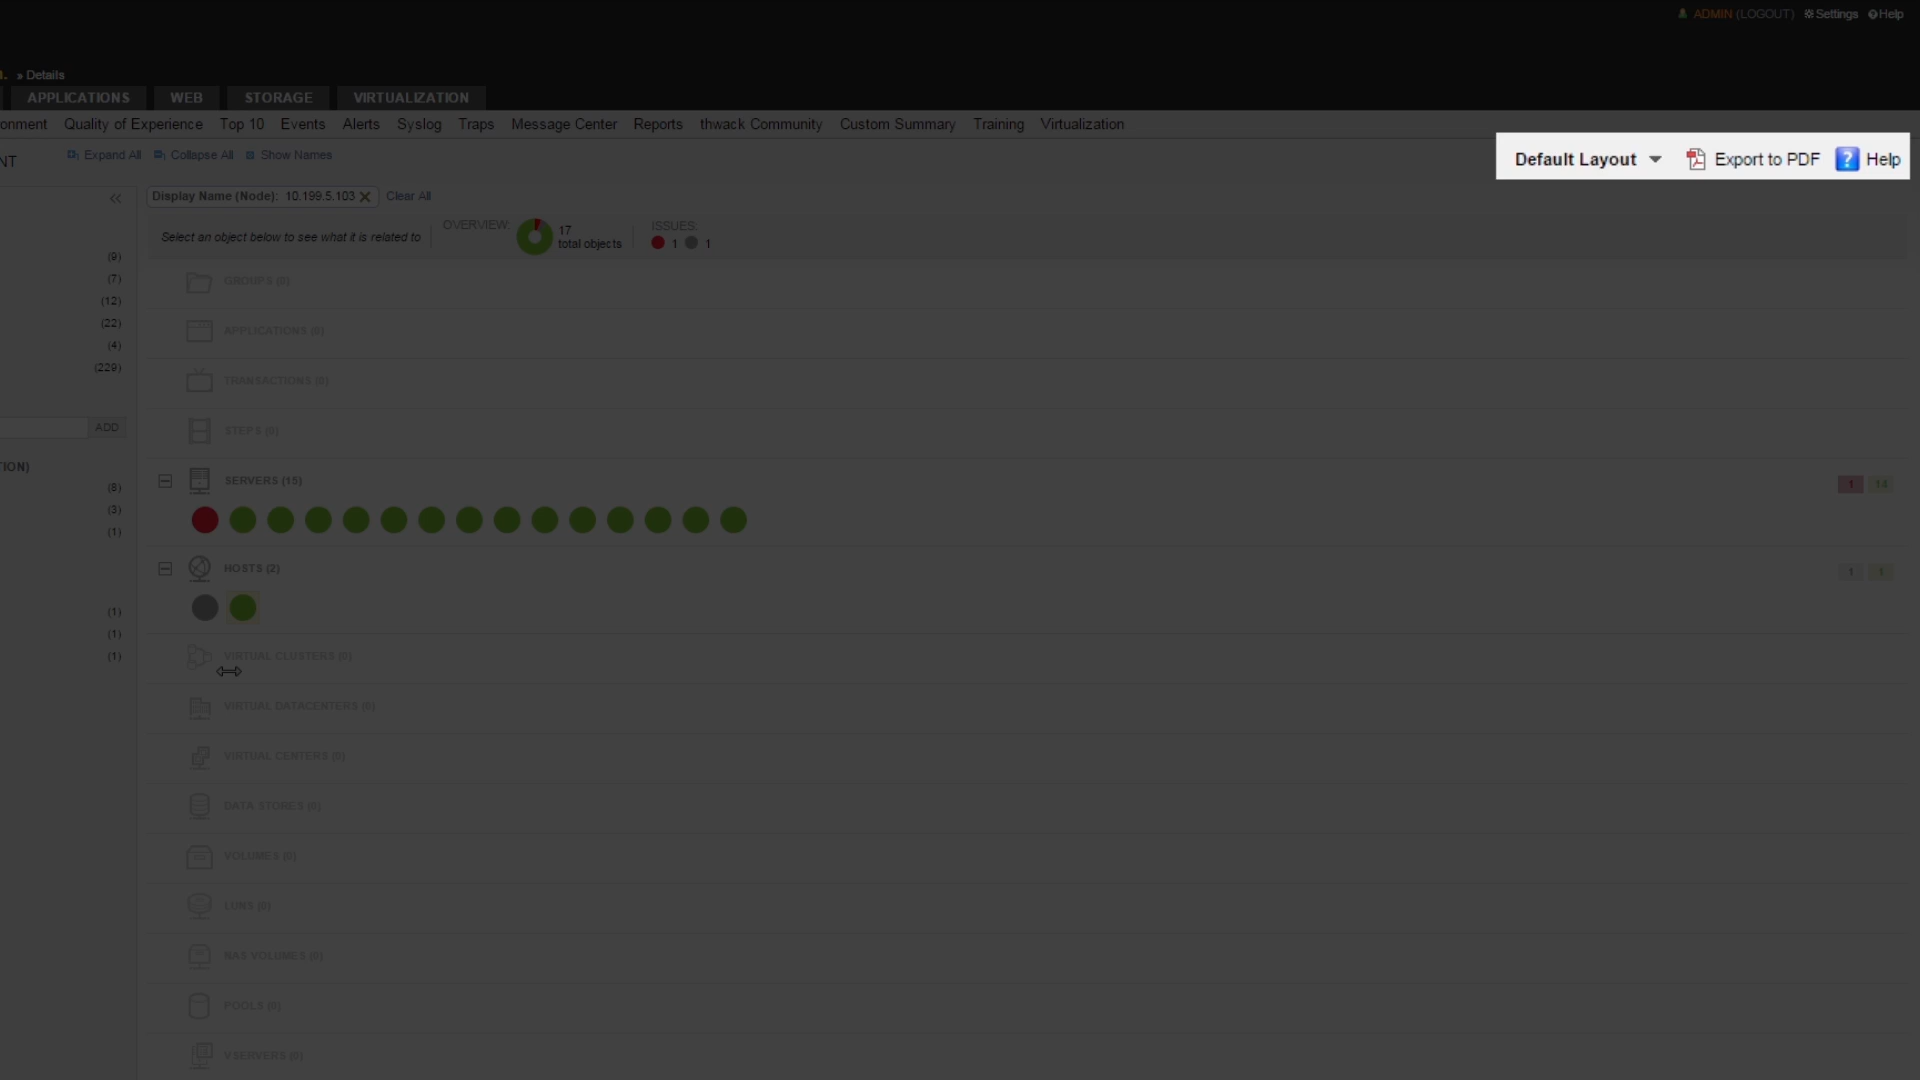 ADMIN (LOGOUT) Settings Help
» Details
APPLICATIONS WEB STORAGE VIRTUALIZATION
onment Quality of Experience Top 10 Events Alerts Syslog Traps Message Center Reports thwack Community Custom Summary Training Virtualization
NT Expand All Collapse All Show Names
Default Layout Export to PDF ? Help
Display Name (Node): 10.199.5.103 Clear All
Select an object below to see what it is related to
OVERVIEW: 17 total objects
ISSUES: 1 1
(9)
(7)
(12)
(22)
(4)
(229)
ADD
TION)
(8)
(3)
(1)
(1)
(1)
(1)
GROUPS (0)
APPLICATIONS (0)
TRANSACTIONS (0)
STEPS (0)
SERVERS (15) 1 14
HOSTS (2) 1 1
VIRTUAL CLUSTERS (0)
VIRTUAL DATACENTERS (0)
VIRTUAL CENTERS (0)
DATA STORES (0)
VOLUMES (0)
LUNS (0)
NAS VOLUMES (0)
POOLS (0)
VSERVERS (0)